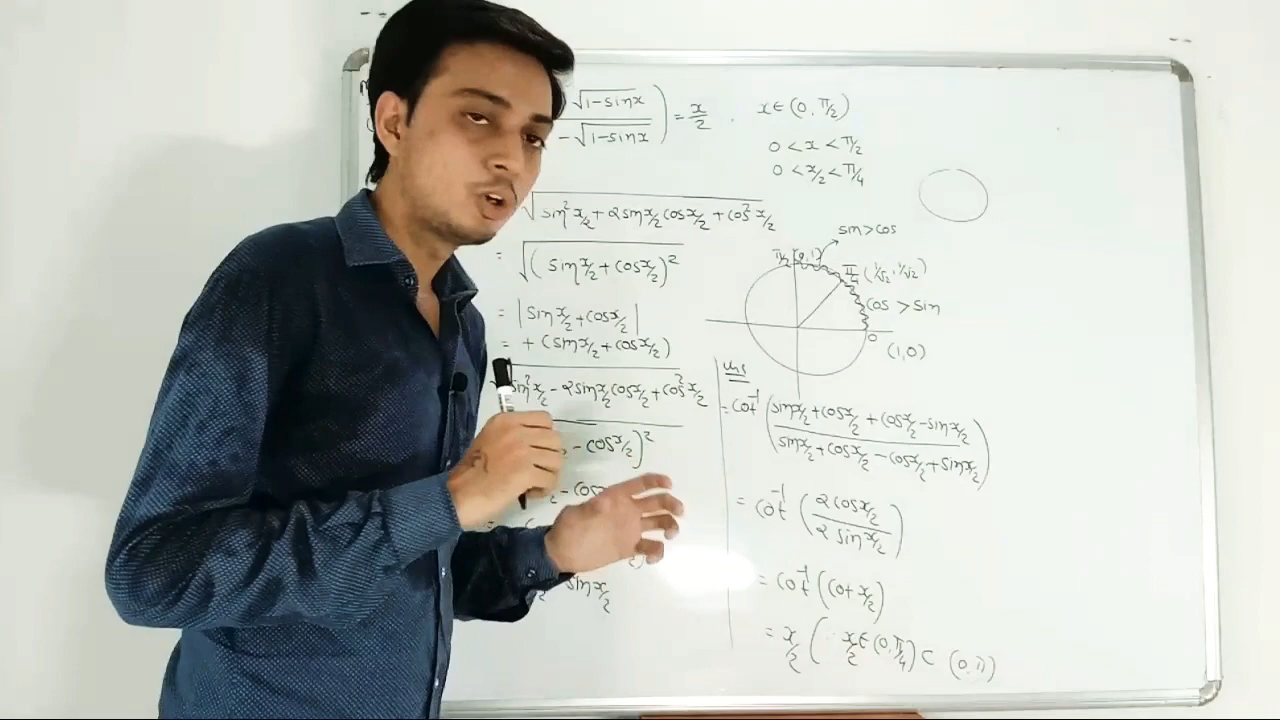 √1-sinx
-√1-sinx ) = x/2 . x ∈ (0, π/2)
0 < x < π/2
0 < x/2 < π/4
√sin²x/2 + 2sinx/2 cosx/2 + cos²x/2
= √(sinx/2 + cosx/2)²
= |sinx/2 + cosx/2|
= + (sinx/2 + cosx/2)
√sin²x/2 - 2sinx/2 cosx/2 + cos²x/2
- cosx/2)²
- cos
sinx/2
sin > cos
π/2 (0,1)
π/4 (1/√2, 1/√2)
cos > sin
0
(1,0)
LHS
= cot⁻¹ (sinx/2 + cosx/2 + cosx/2 - sinx/2 / sinx/2 + cosx/2 - cosx/2 + sinx/2)
= cot⁻¹ (2cosx/2 / 2sinx/2)
= cot⁻¹ (cot x/2)
= x/2 (∵ x/2 ∈ (0, π/4) ⊂ (0, π)